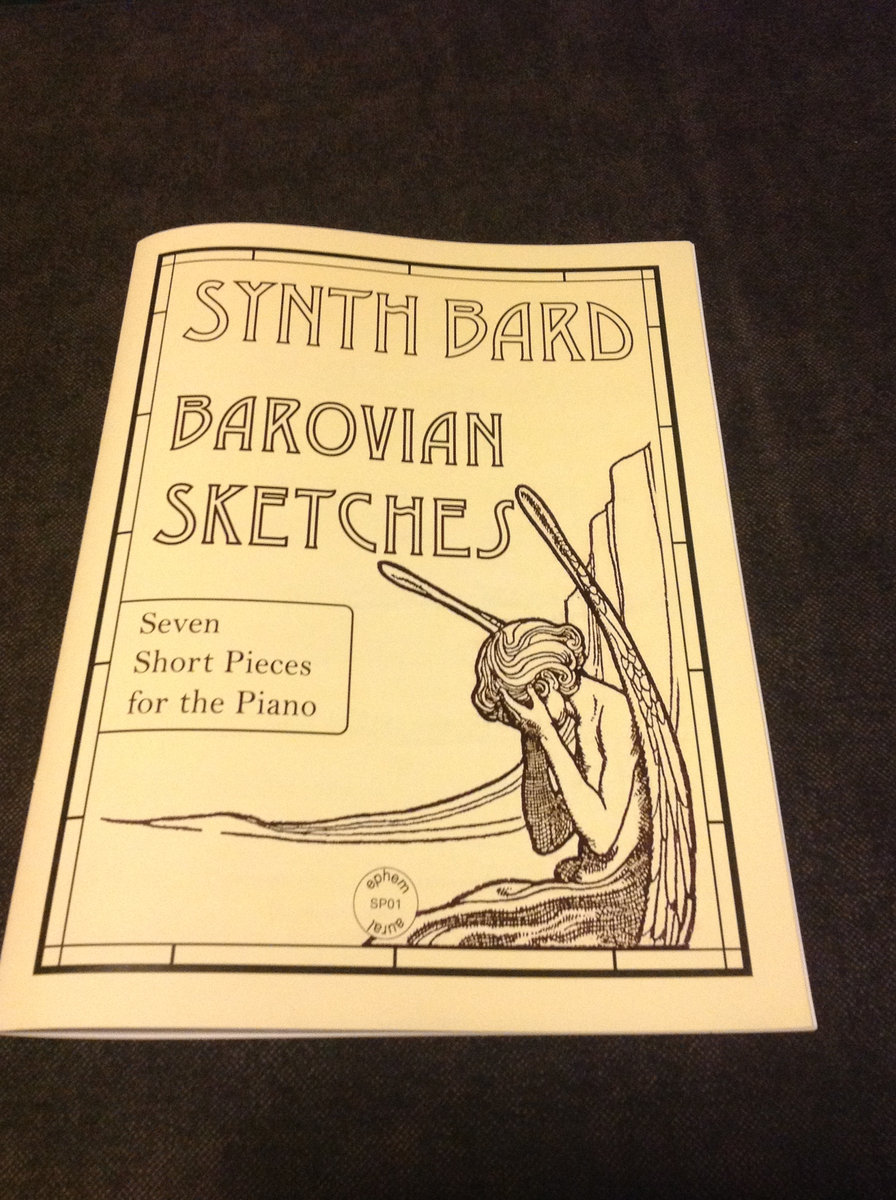 SYNTH BARD
BAROVIAN
SKETCHES
Seven
Short Pieces
for the Piano
ephem
SP01
aural